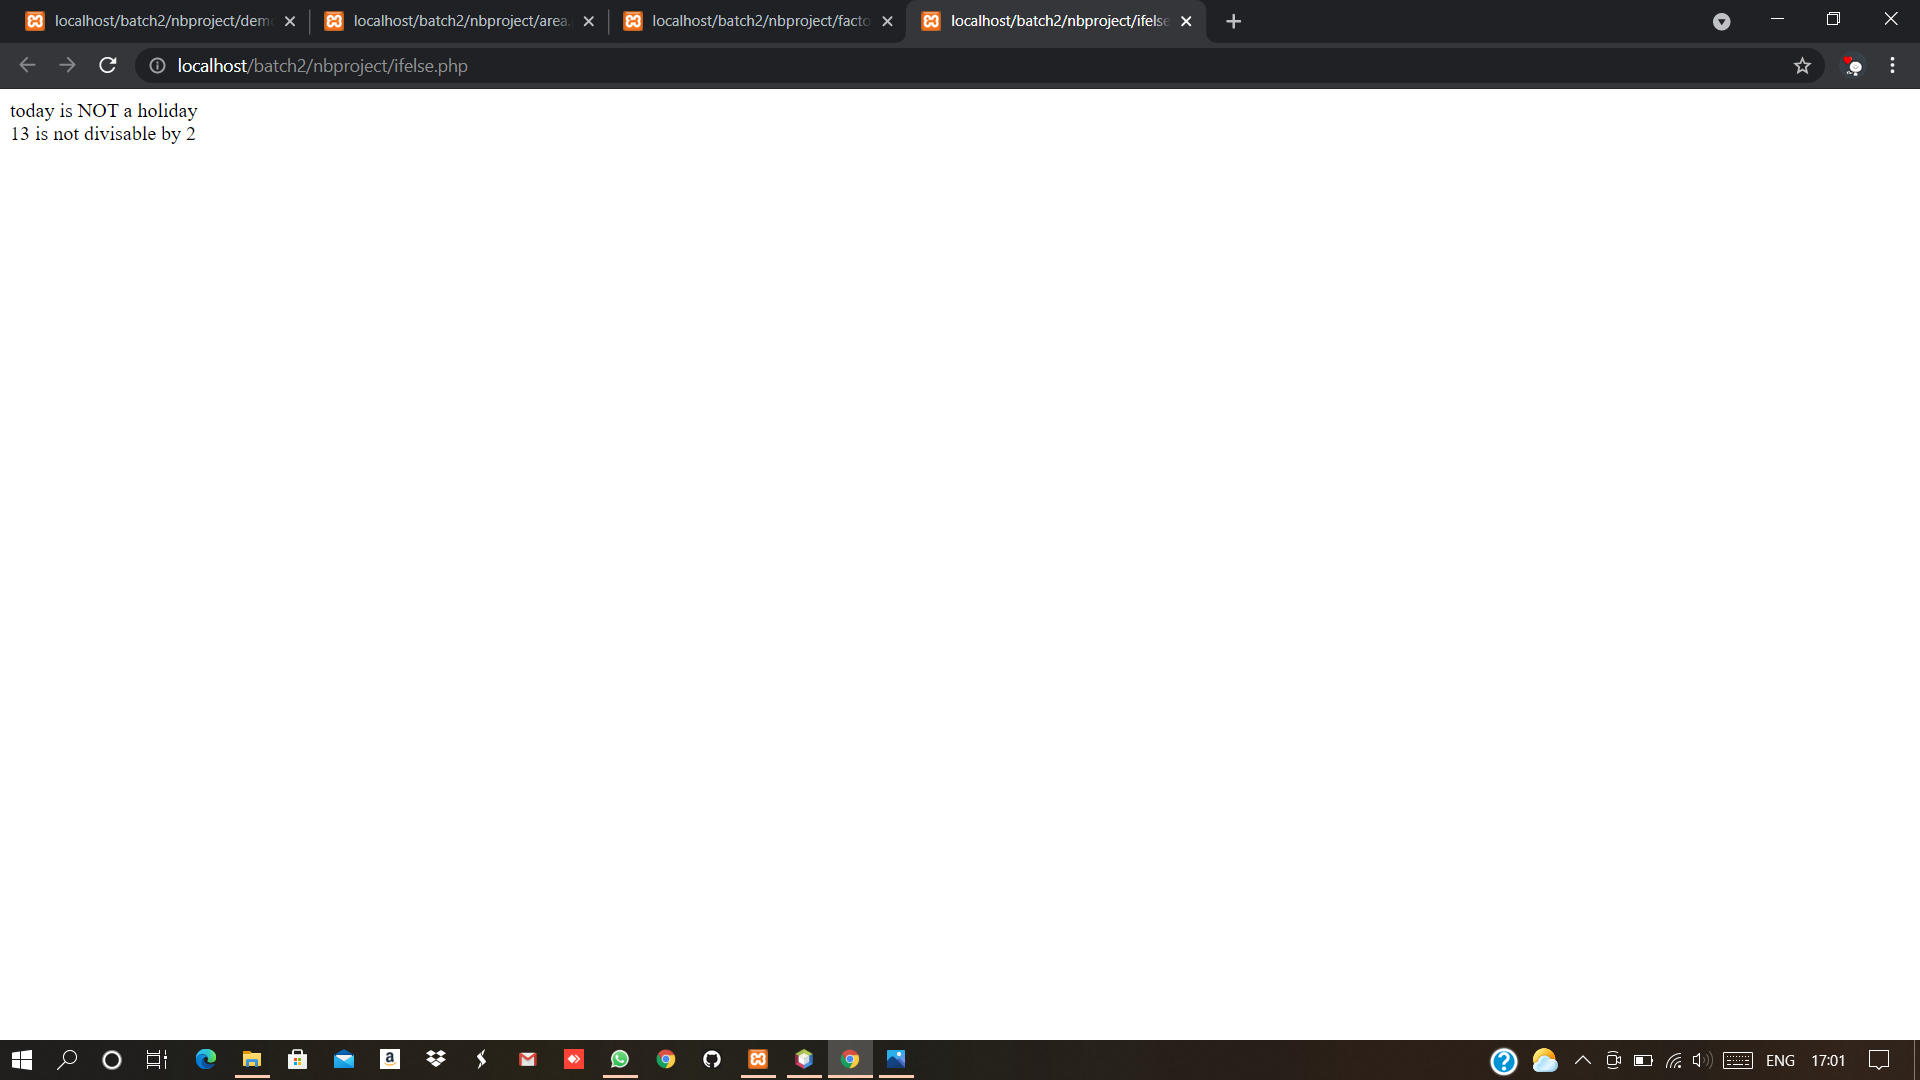 localhost/batch2/nbproject/dem
localhost/batch2/nbproject/area.
localhost/batch2/nbproject/facto
localhost/batch2/nbproject/ifelse
localhost/batch2/nbproject/ifelse.php
today is NOT a holiday
13 is not divisable by 2
ENG
17:01